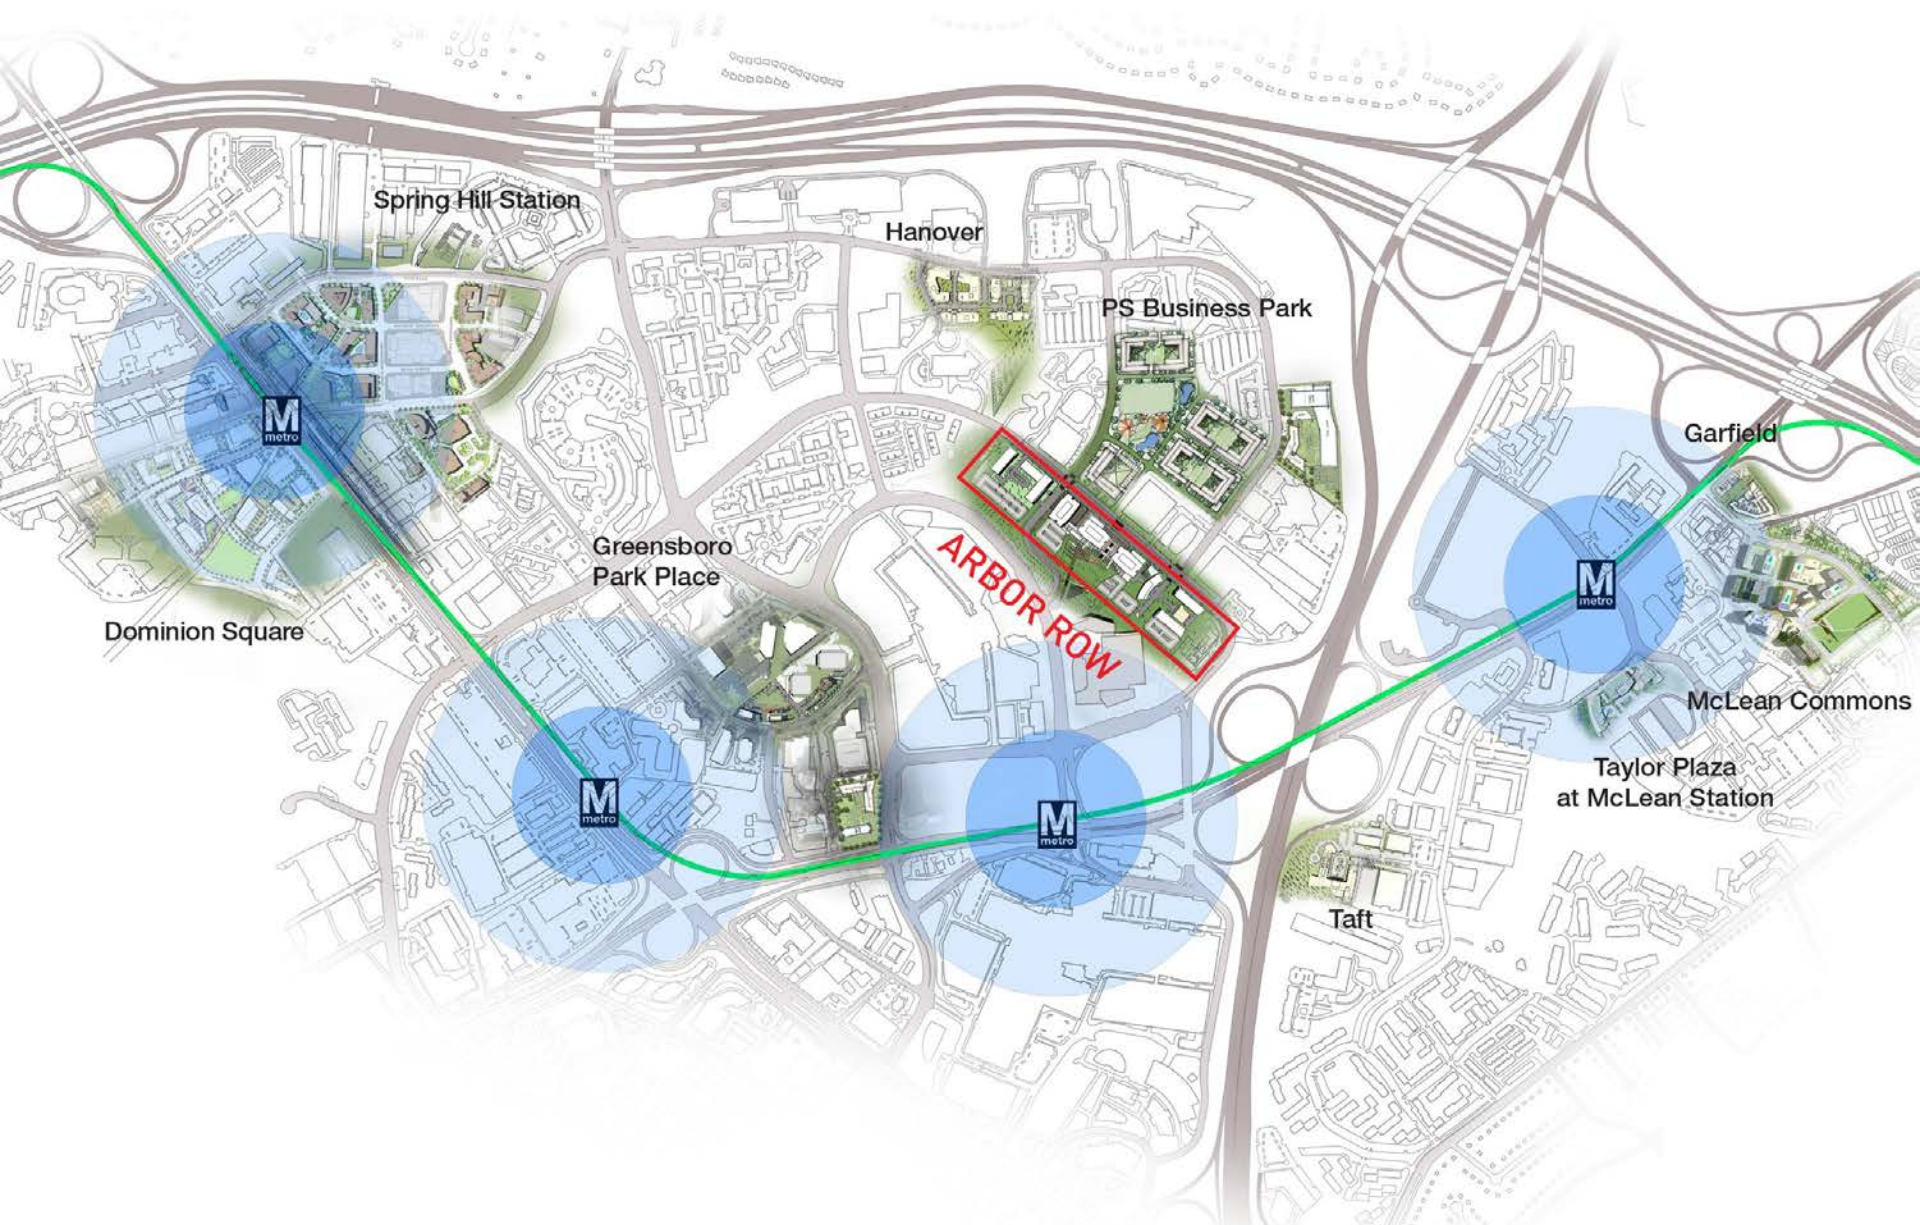 Spring Hill Station
Hanover
PS Business Park
M
metro
Garfield
Greensboro
Park Place
ARBOR ROW
M
metro
Dominion Square
McLean Commons
M
metro
Taylor Plaza
at McLean Station
M
metro
Taft